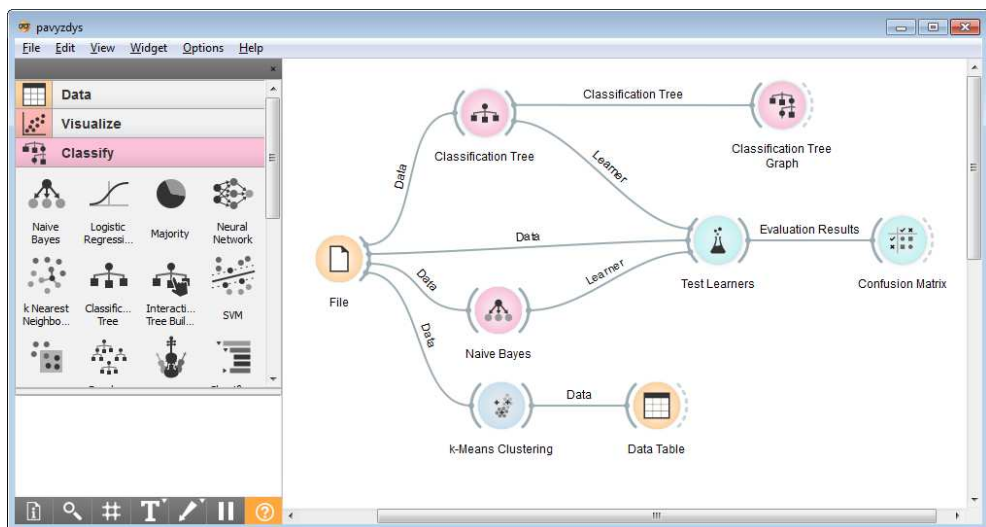 pavyzdys
File Edit View Widget Options Help
Data
Visualize
Classify
Naive Bayes
Logistic Regressi...
Majority
Neural Network
k Nearest Neighbo...
Classific... Tree
Interacti... Tree Buil...
SVM
Classification Tree
Classification Tree
Classification Tree
Graph
Data
Learner
Data
Evaluation Results
File
Test Learners
Confusion Matrix
Data
Learner
Naive Bayes
Data
Data
k-Means Clustering
Data Table
T
?